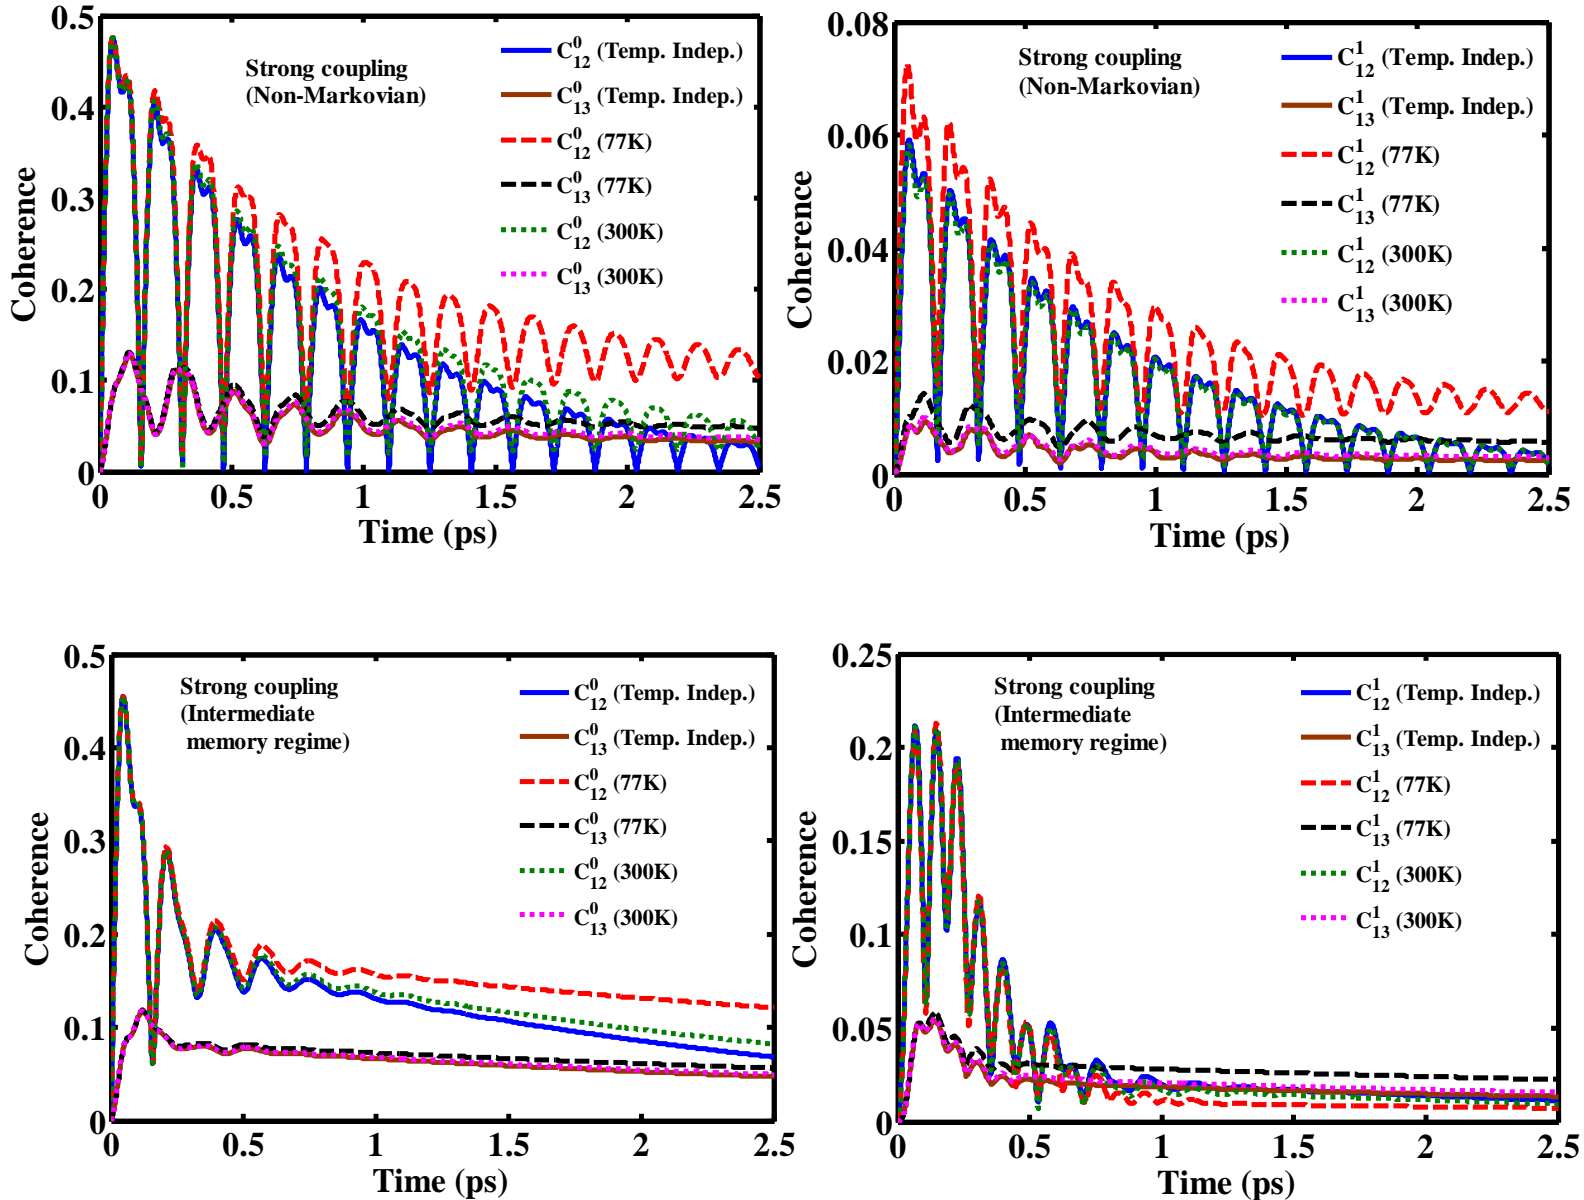 0.5
0.4
0.3
0.2
0.1
0
Coherence
Strong coupling
(Non-Markovian)
C⁰₁₂ (Temp. Indep.)
C⁰₁₃ (Temp. Indep.)
C⁰₁₂ (77K)
C⁰₁₃ (77K)
C⁰₁₂ (300K)
C⁰₁₃ (300K)
0 0.5 1 1.5 2 2.5
Time (ps)
0.08
0.06
0.04
0.02
0
Coherence
Strong coupling
(Non-Markovian)
C¹₁₂ (Temp. Indep.)
C¹₁₃ (Temp. Indep.)
C¹₁₂ (77K)
C¹₁₃ (77K)
C¹₁₂ (300K)
C¹₁₃ (300K)
0 0.5 1 1.5 2 2.5
Time (ps)
0.5
0.4
0.3
0.2
0.1
0
Coherence
Strong coupling
(Intermediate
memory regime)
C⁰₁₂ (Temp. Indep.)
C⁰₁₃ (Temp. Indep.)
C⁰₁₂ (77K)
C⁰₁₃ (77K)
C⁰₁₂ (300K)
C⁰₁₃ (300K)
0 0.5 1 1.5 2 2.5
Time (ps)
0.25
0.2
0.15
0.1
0.05
0
Coherence
Strong coupling
(Intermediate
memory regime)
C¹₁₂ (Temp. Indep.)
C¹₁₃ (Temp. Indep.)
C¹₁₂ (77K)
C¹₁₃ (77K)
C¹₁₂ (300K)
C¹₁₃ (300K)
0 0.5 1 1.5 2 2.5
Time (ps)